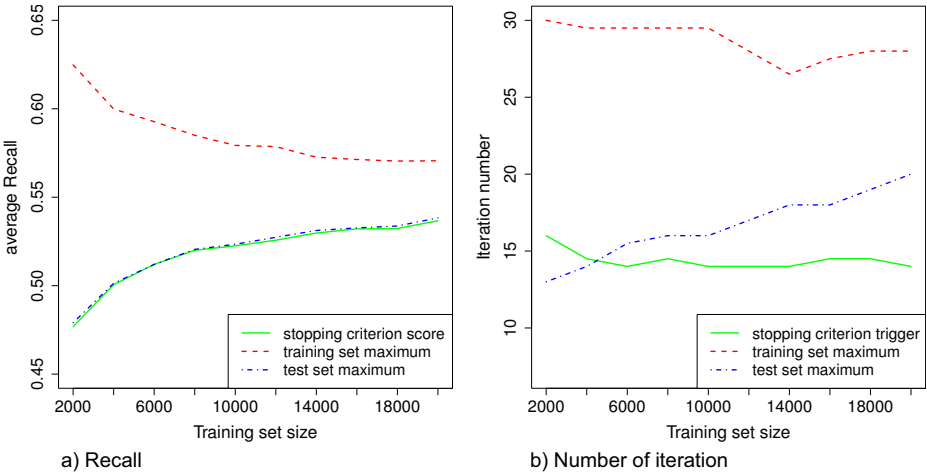 0.65
0.60
0.55
0.50
0.45
average Recall
stopping criterion score
training set maximum
test set maximum
2000 6000 10000 14000 18000
Training set size
a) Recall
30
25
20
15
10
Iteration number
stopping criterion trigger
training set maximum
test set maximum
2000 6000 10000 14000 18000
Training set size
b) Number of iteration